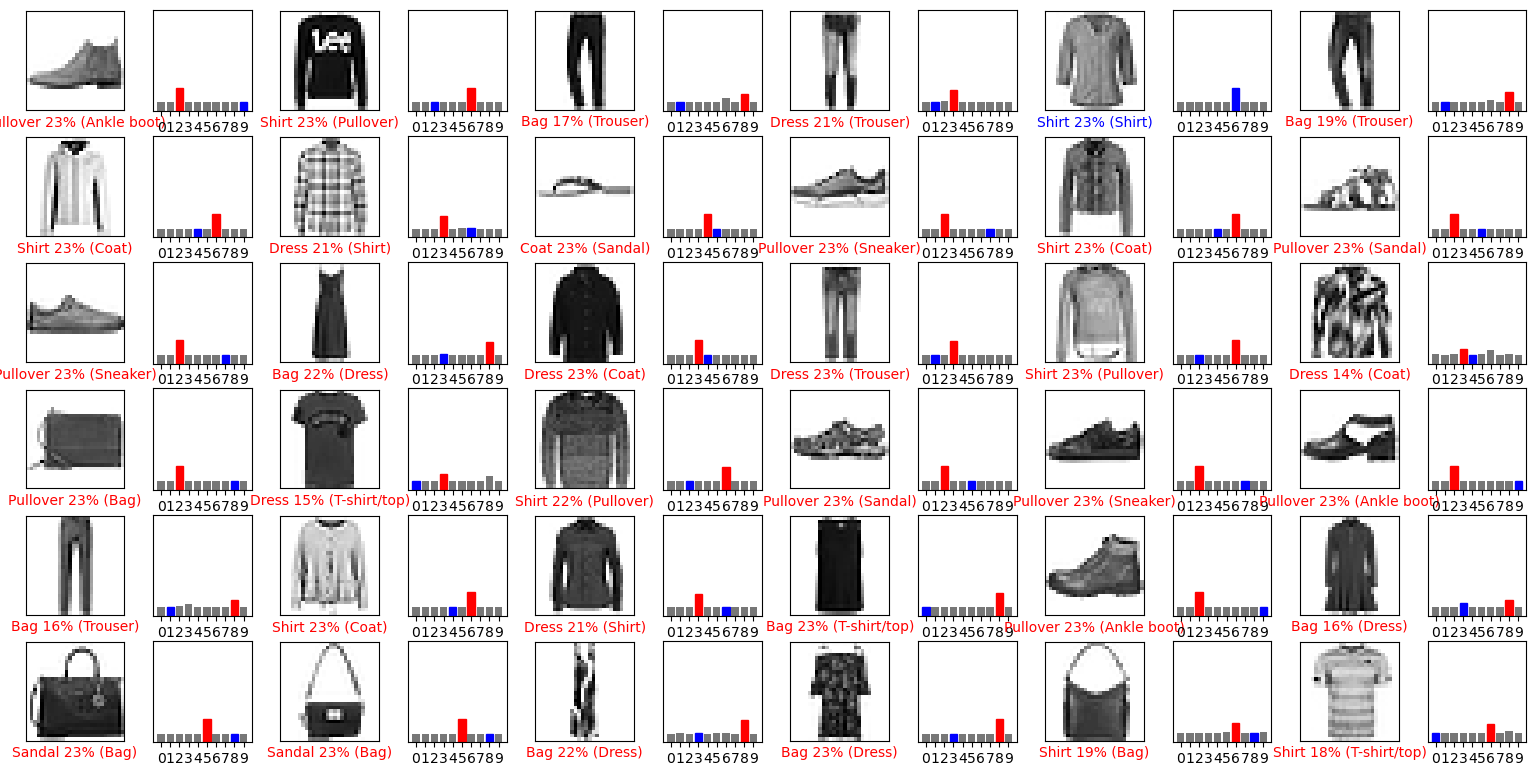 Lee
Pullover 23% (Ankle boot)
0123456789
Shirt 23% (Pullover)
0123456789
Bag 17% (Trouser)
0123456789
Dress 21% (Trouser)
0123456789
Shirt 23% (Shirt)
0123456789
Bag 19% (Trouser)
0123456789
Shirt 23% (Coat)
0123456789
Dress 21% (Shirt)
0123456789
Coat 23% (Sandal)
0123456789
Pullover 23% (Sneaker)
0123456789
Shirt 23% (Coat)
0123456789
Pullover 23% (Sandal)
0123456789
Pullover 23% (Sneaker)
0123456789
Bag 22% (Dress)
0123456789
Dress 23% (Coat)
0123456789
Dress 23% (Trouser)
0123456789
Shirt 23% (Pullover)
0123456789
Dress 14% (Coat)
0123456789
Pullover 23% (Bag)
0123456789
Dress 15% (T-shirt/top)
0123456789
Shirt 22% (Pullover)
0123456789
Pullover 23% (Sandal)
0123456789
Pullover 23% (Sneaker)
0123456789
Pullover 23% (Ankle boot)
0123456789
Bag 16% (Trouser)
0123456789
Shirt 23% (Coat)
0123456789
Dress 21% (Shirt)
0123456789
Bag 23% (T-shirt/top)
0123456789
Pullover 23% (Ankle boot)
0123456789
Bag 16% (Dress)
0123456789
Sandal 23% (Bag)
0123456789
Sandal 23% (Bag)
0123456789
Bag 22% (Dress)
0123456789
Bag 23% (Dress)
0123456789
Shirt 19% (Bag)
0123456789
Shirt 18% (T-shirt/top)
0123456789